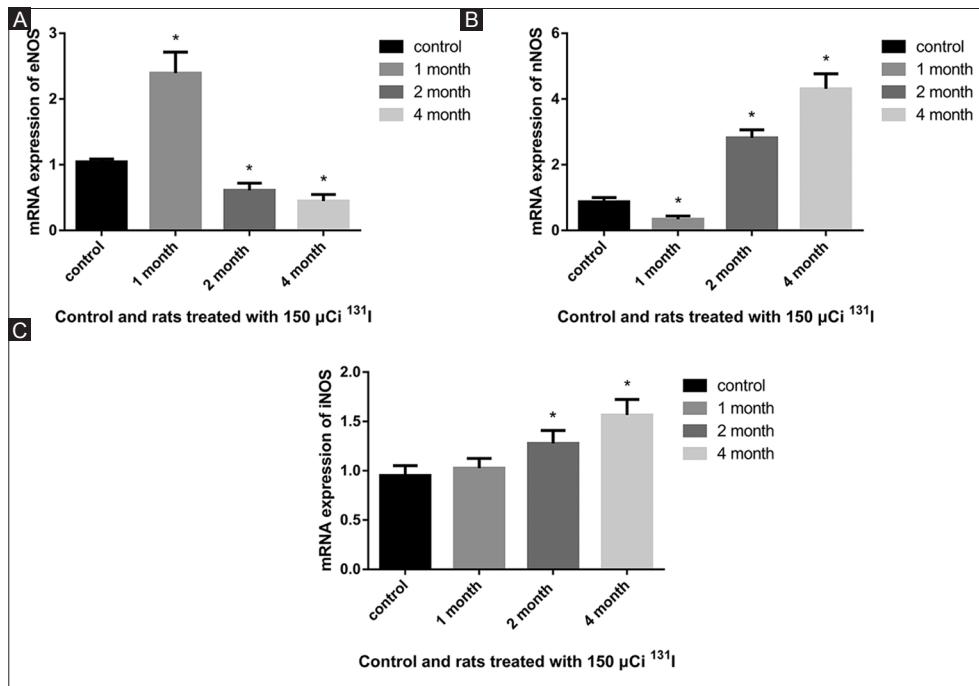 A
mRNA expression of eNOS
3
2
1
0
*
*
*
control
1 month
2 month
4 month
control
1 month
2 month
4 month
Control and rats treated with 150 µCi ¹³¹I
B
mRNA expression of nNOS
6
4
2
0
*
*
*
control
1 month
2 month
4 month
control
1 month
2 month
4 month
Control and rats treated with 150 µCi ¹³¹I
C
mRNA expression of iNOS
2.0
1.5
1.0
0.5
0.0
*
*
control
1 month
2 month
4 month
control
1 month
2 month
4 month
Control and rats treated with 150 µCi ¹³¹I